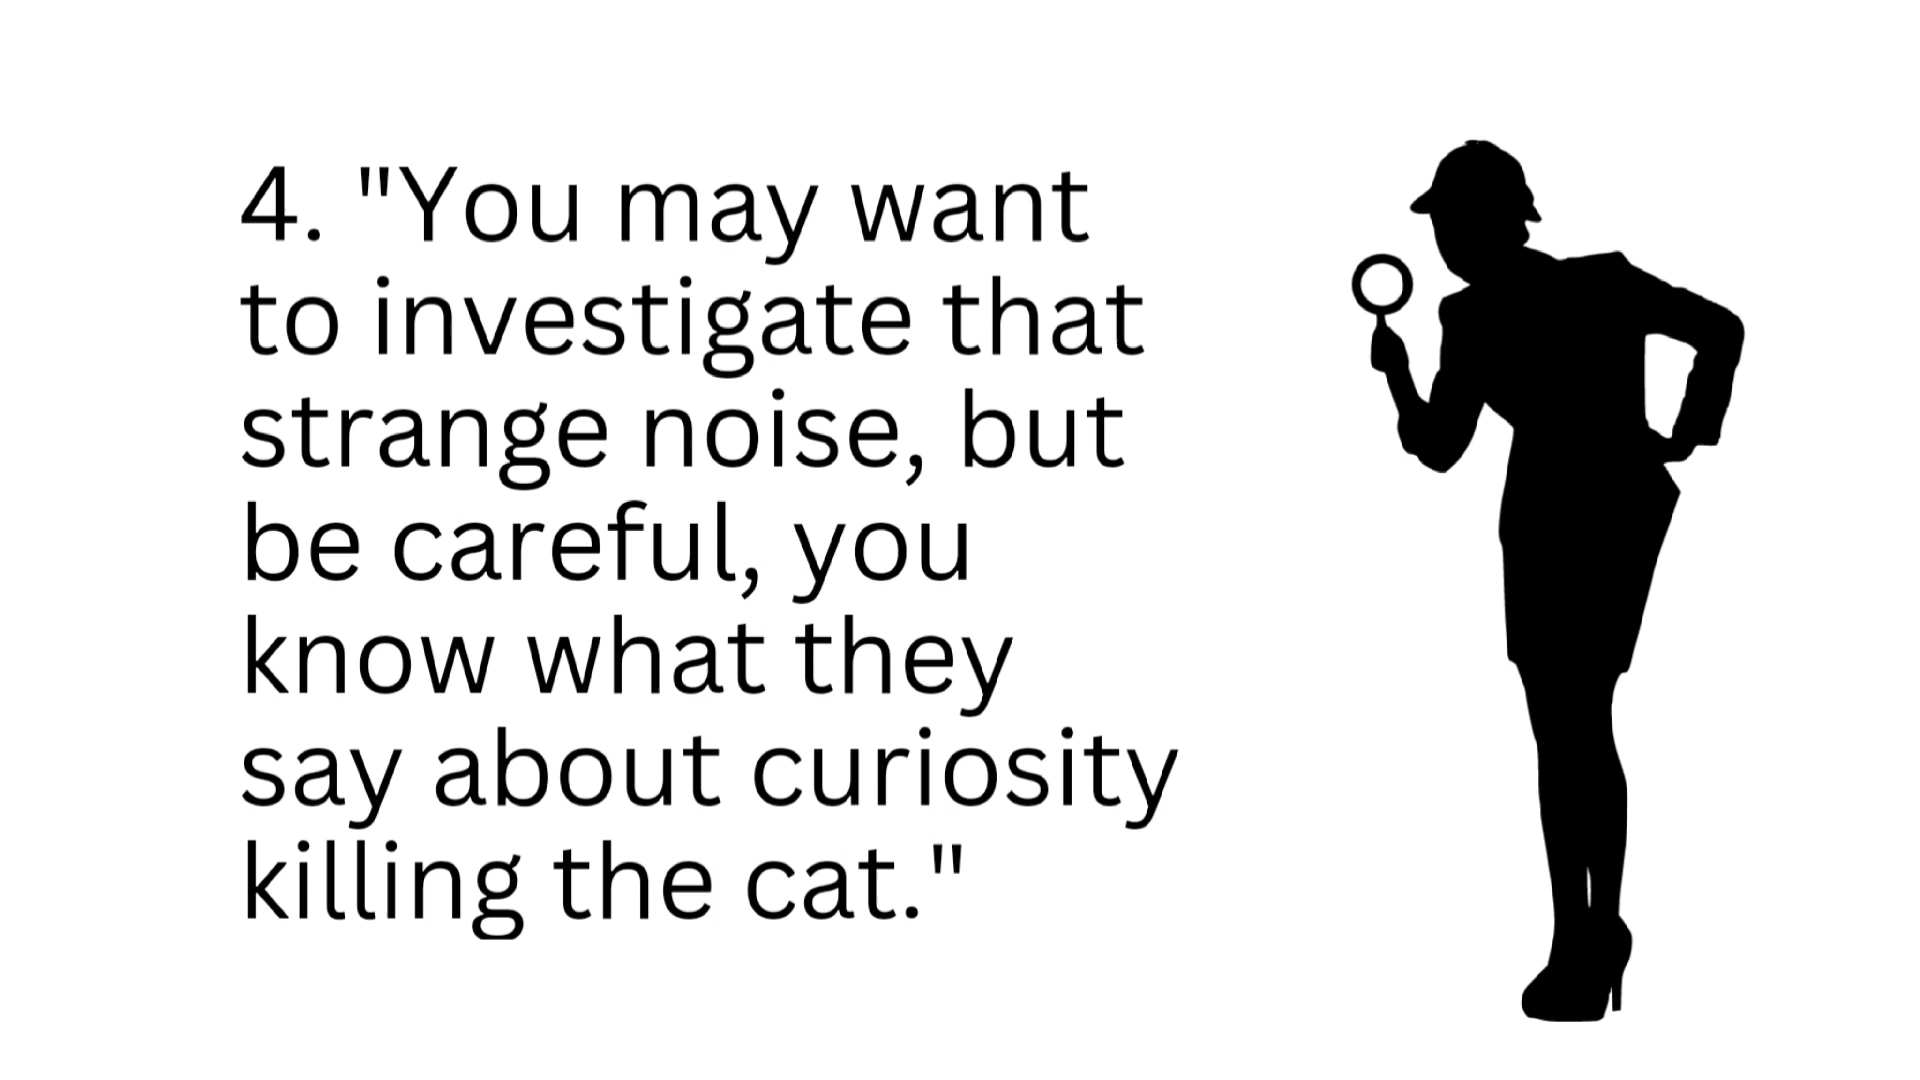 4. "You may want
to investigate that
strange noise, but
be careful, you
know what they
say about curiosity
killing the cat."